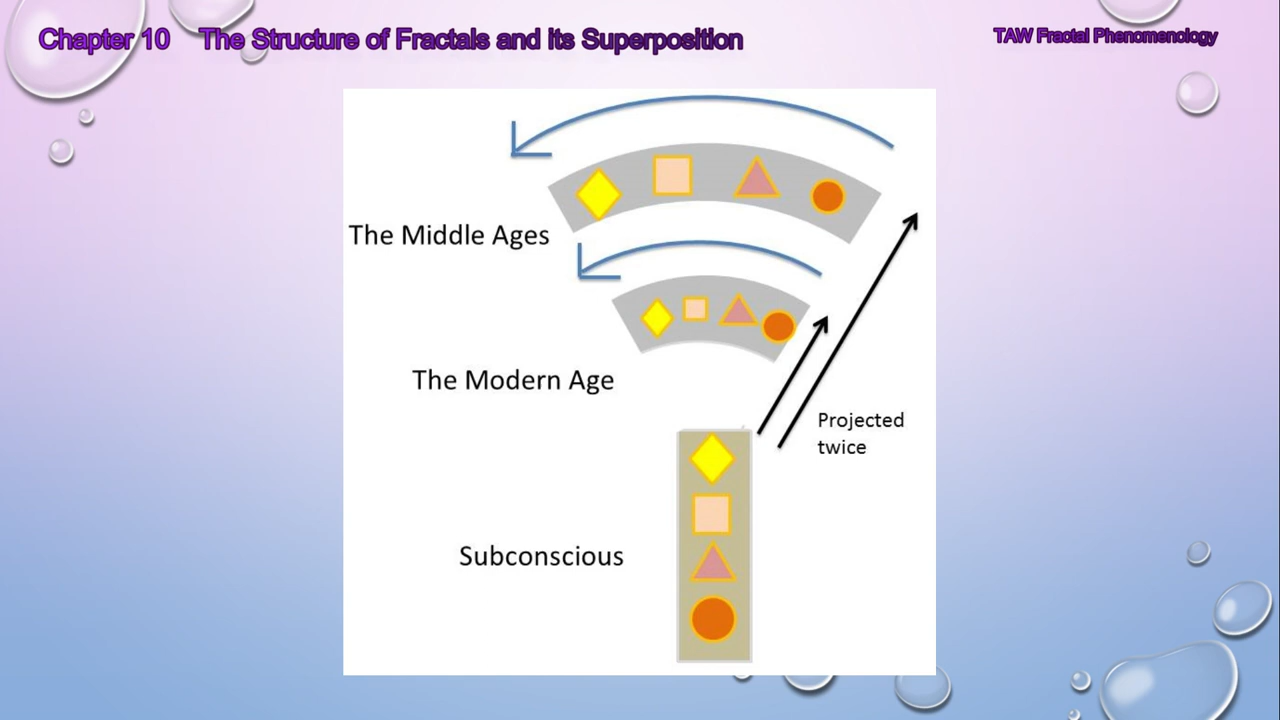 Chapter 10 The Structure of Fractals and its Superposition
TAW Fractal Phenomenology
The Middle Ages
The Modern Age
Projected
twice
Subconscious